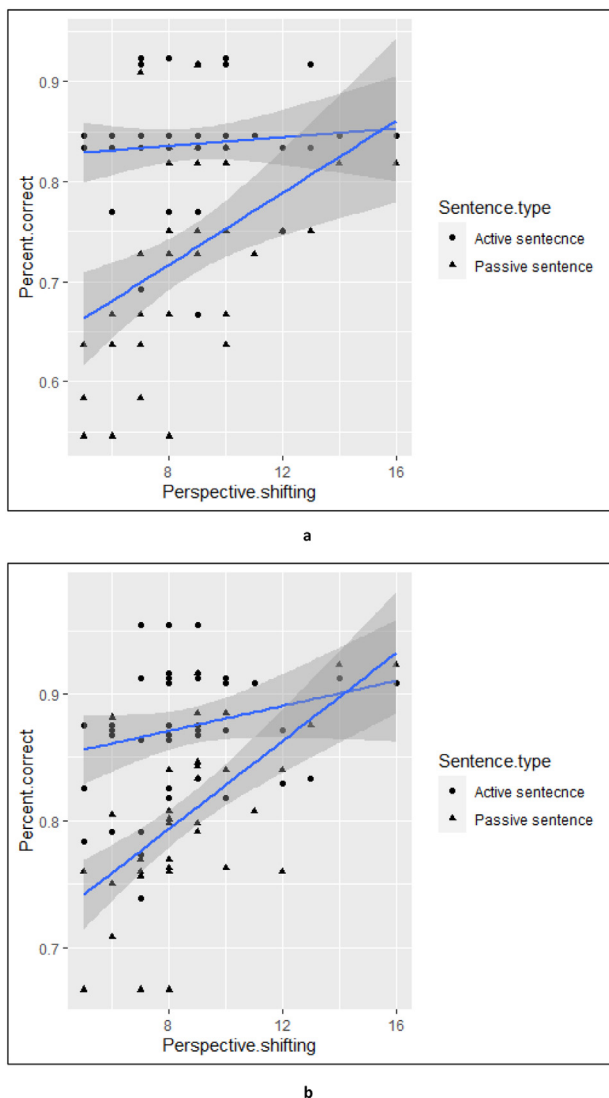 0.9
0.8
0.7
0.6
Percent.correct
8
12
16
Perspective.shifting
Sentence.type
Active sentecnce
Passive sentence
a
0.9
0.8
0.7
Percent.correct
8
12
16
Perspective.shifting
Sentence.type
Active sentecnce
Passive sentence
b